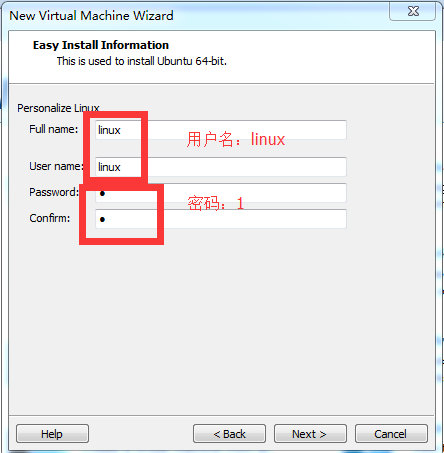 New Virtual Machine Wizard
Easy Install Information
This is used to install Ubuntu 64-bit.
Personalize Linux
Full name: linux
用户名：linux
User name: linux
Password: ●
密码：1
Confirm: ●
Help < Back Next > Cancel